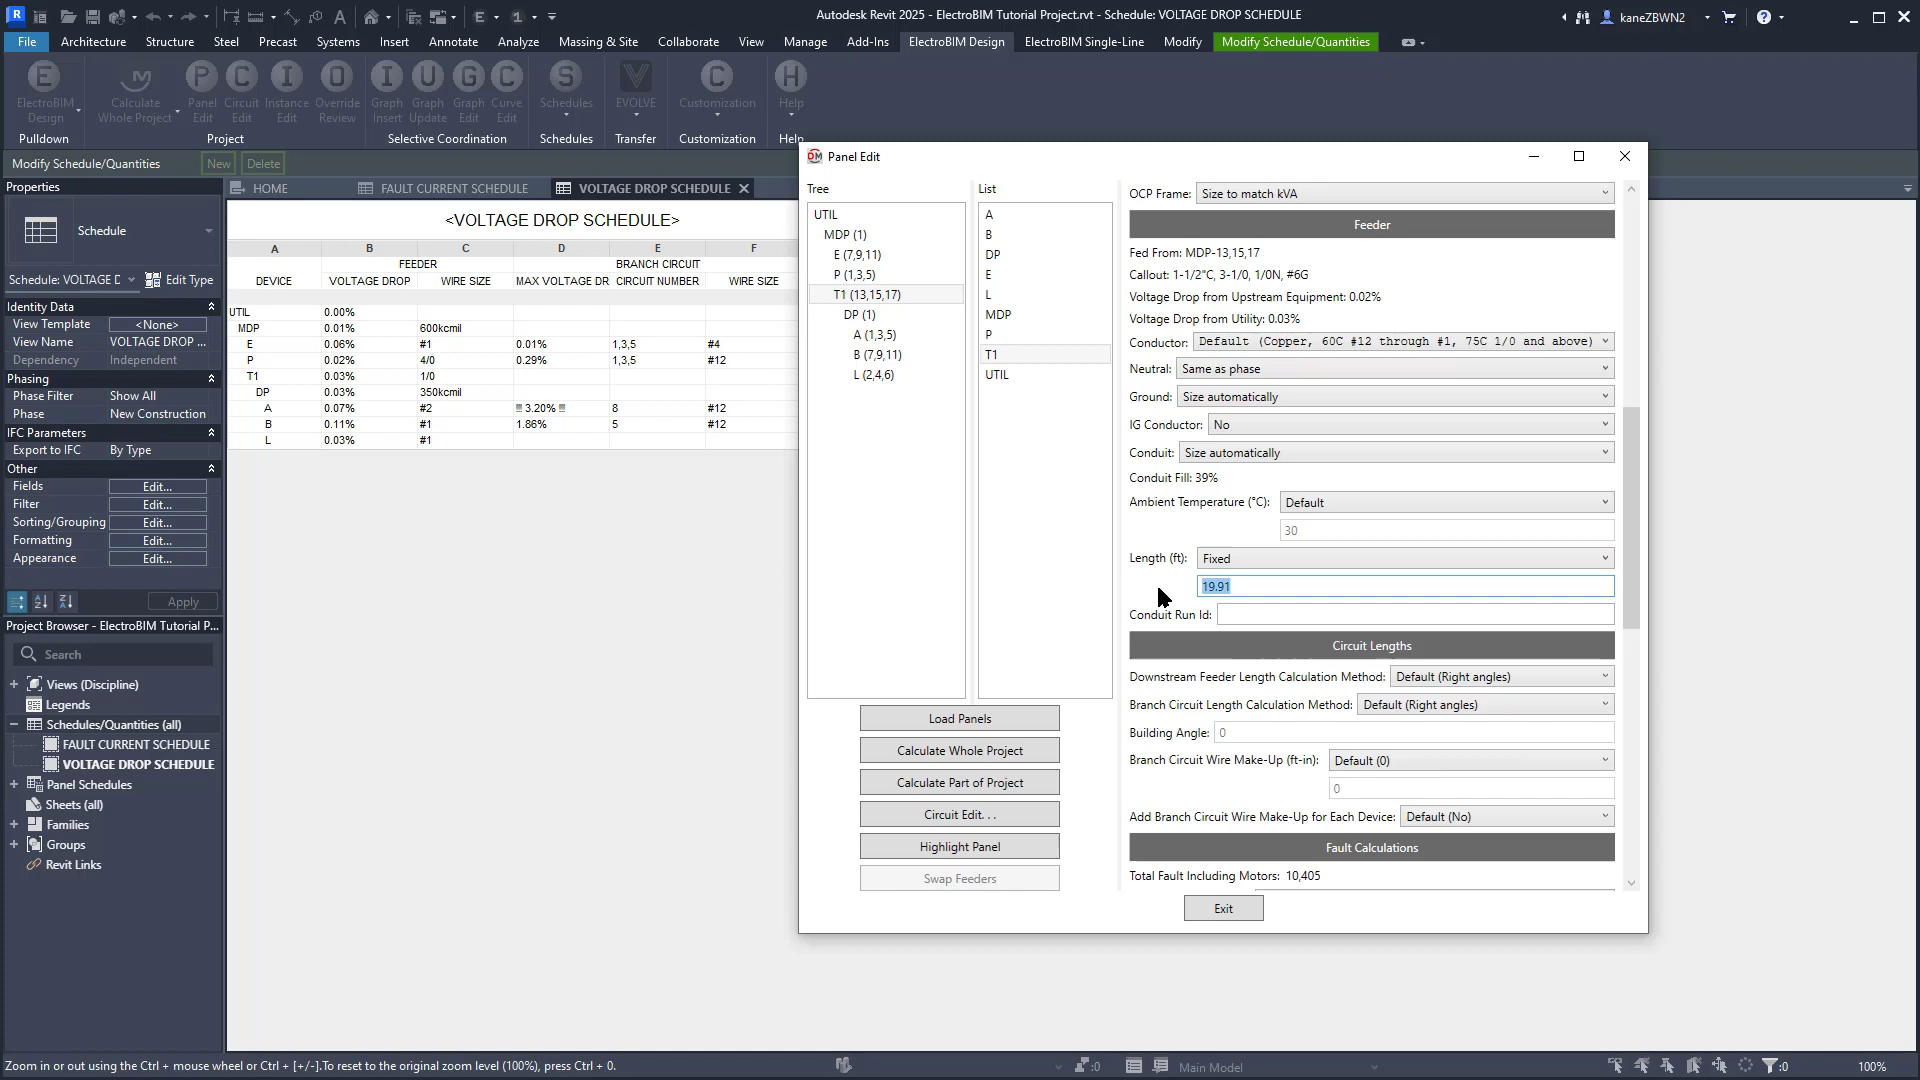 Autodesk Revit 2025 - ElectroBIM Tutorial Project.rvt - Schedule: VOLTAGE DROP SCHEDULE
kaneZBWN2
File Architecture Structure Steel Precast Systems Insert Annotate Analyze Massing & Site Collaborate View Manage Add-Ins ElectroBIM Design ElectroBIM Single-Line Modify Modify Schedule/Quantities
ElectroBIM Design
Calculate Whole Project
Panel Edit
Circuit Edit
Instance Edit
Override Review
Graph Insert
Graph Update
Graph Edit
Curve Edit
Schedules
EVOLVE
Customization
Help
Pulldown Project Selective Coordination Schedules Transfer Customization Help
Modify Schedule/Quantities New Delete
Properties
HOME FAULT CURRENT SCHEDULE VOLTAGE DROP SCHEDULE
Schedule
Schedule: VOLTAGE D Edit Type
Identity Data
View Template <None>
View Name VOLTAGE DROP ...
Dependency Independent
Phasing
Phase Filter Show All
Phase New Construction
IFC Parameters
Export to IFC By Type
Other
Fields Edit...
Filter Edit...
Sorting/Grouping Edit...
Formatting Edit...
Appearance Edit...
Apply
Project Browser - ElectroBIM Tutorial P...
Search
Views (Discipline)
Legends
Schedules/Quantities (all)
FAULT CURRENT SCHEDULE
VOLTAGE DROP SCHEDULE
Panel Schedules
Sheets (all)
Families
Groups
Revit Links
<VOLTAGE DROP SCHEDULE>
A B C D E F
FEEDER BRANCH CIRCUIT
DEVICE VOLTAGE DROP WIRE SIZE MAX VOLTAGE DR CIRCUIT NUMBER WIRE SIZE
UTIL 0.00%
MDP 0.01% 600kcmil
E 0.06% #1 0.01% 1,3,5 #4
P 0.02% 4/0 0.29% 1,3,5 #12
T1 0.03% 1/0
DP 0.03% 350kcmil
A 0.07% #2 !!! 3.20% !!! 8 #12
B 0.11% #1 1.86% 5 #12
L 0.03% #1
Panel Edit
Tree
UTIL
MDP (1)
E (7,9,11)
P (1,3,5)
T1 (13,15,17)
DP (1)
A (1,3,5)
B (7,9,11)
L (2,4,6)
List
A
B
DP
E
L
MDP
P
T1
UTIL
Load Panels
Calculate Whole Project
Calculate Part of Project
Circuit Edit. . .
Highlight Panel
Swap Feeders
OCP Frame: Size to match kVA
Feeder
Fed From: MDP-13,15,17
Callout: 1-1/2"C, 3-1/0, 1/0N, #6G
Voltage Drop from Upstream Equipment: 0.02%
Voltage Drop from Utility: 0.03%
Conductor: Default (Copper, 60C #12 through #1, 75C 1/0 and above)
Neutral: Same as phase
Ground: Size automatically
IG Conductor: No
Conduit: Size automatically
Conduit Fill: 39%
Ambient Temperature (°C): Default
30
Length (ft): Fixed
19.91
Conduit Run Id:
Circuit Lengths
Downstream Feeder Length Calculation Method: Default (Right angles)
Branch Circuit Length Calculation Method: Default (Right angles)
Building Angle: 0
Branch Circuit Wire Make-Up (ft-in): Default (0)
0
Add Branch Circuit Wire Make-Up for Each Device: Default (No)
Fault Calculations
Total Fault Including Motors: 10,405
Exit
Zoom in or out using the Ctrl + mouse wheel or Ctrl + [+/-].To reset to the original zoom level (100%), press Ctrl + 0.
:0
Main Model
:0
100%